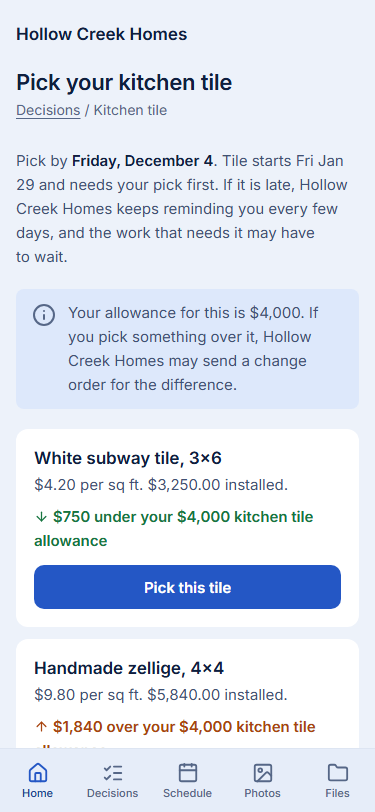 Hollow Creek Homes
Pick your kitchen tile
Decisions / Kitchen tile
Pick by Friday, December 4. Tile starts Fri Jan
29 and needs your pick first. If it is late, Hollow
Creek Homes keeps reminding you every few
days, and the work that needs it may have
to wait.
Your allowance for this is $4,000. If
you pick something over it, Hollow
Creek Homes may send a change
order for the difference.
White subway tile, 3×6
$4.20 per sq ft. $3,250.00 installed.
↓ $750 under your $4,000 kitchen tile
allowance
Pick this tile
Handmade zellige, 4×4
$9.80 per sq ft. $5,840.00 installed.
↑ $1,840 over your $4,000 kitchen tile
Home Decisions Schedule Photos Files